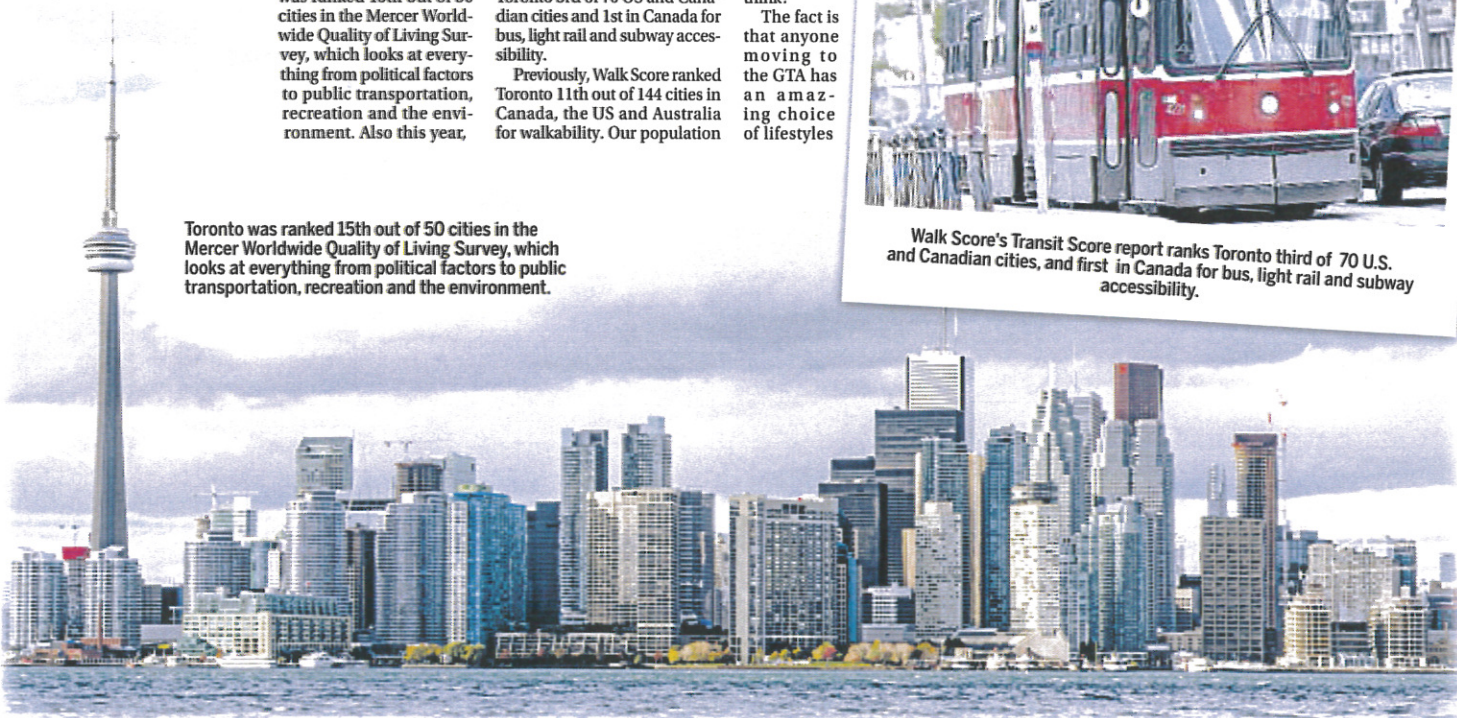 cities in the Mercer World-
wide Quality of Living Sur-
vey, which looks at every-
thing from political factors
to public transportation,
recreation and the envi-
ronment. Also this year,
dian cities and 1st in Canada for
bus, light rail and subway acces-
sibility.
Previously, Walk Score ranked
Toronto 11th out of 144 cities in
Canada, the US and Australia
for walkability. Our population
think?
The fact is
that anyone
moving to
the GTA has
an amaz-
ing choice
of lifestyles
Toronto was ranked 15th out of 50 cities in the
Mercer Worldwide Quality of Living Survey, which
looks at everything from political factors to public
transportation, recreation and the environment.
Walk Score's Transit Score report ranks Toronto third of 70 U.S.
and Canadian cities, and first in Canada for bus, light rail and subway
accessibility.